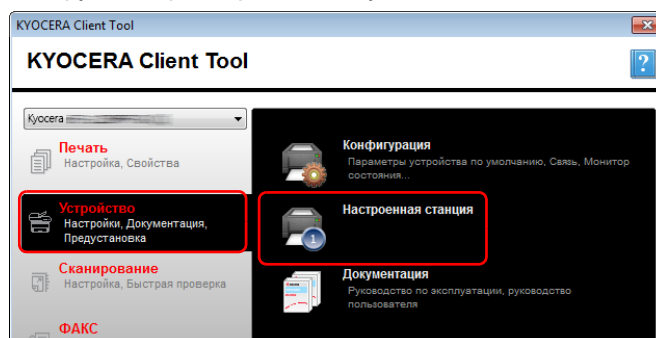 KYOCERA Client Tool
KYOCERA Client Tool
?
Kyocera
Печать
Настройка, Свойства
Устройство
Настройки, Документация,
Предустановка
Сканирование
Настройка, Быстрая проверка
ФАКС
Конфигурация
Параметры устройства по умолчанию, Связь, Монитор
состояния...
Настроенная станция
1
Документация
Руководство по эксплуатации, руководство
пользователя